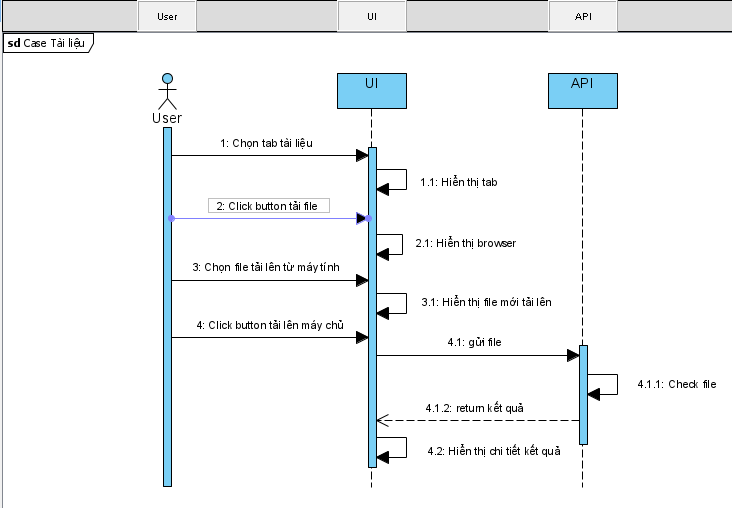 User
UI
API
sd Case Tài liệu
User
UI
API
1: Chọn tab tài liệu
1.1: Hiển thị tab
2: Click button tải file
2.1: Hiển thị browser
3: Chọn file tải lên từ máy tính
3.1: Hiển thị file mới tải lên
4: Click button tải lên máy chủ
4.1: gửi file
4.1.1: Check file
4.1.2: return kết quả
4.2: Hiển thị chi tiết kết quả